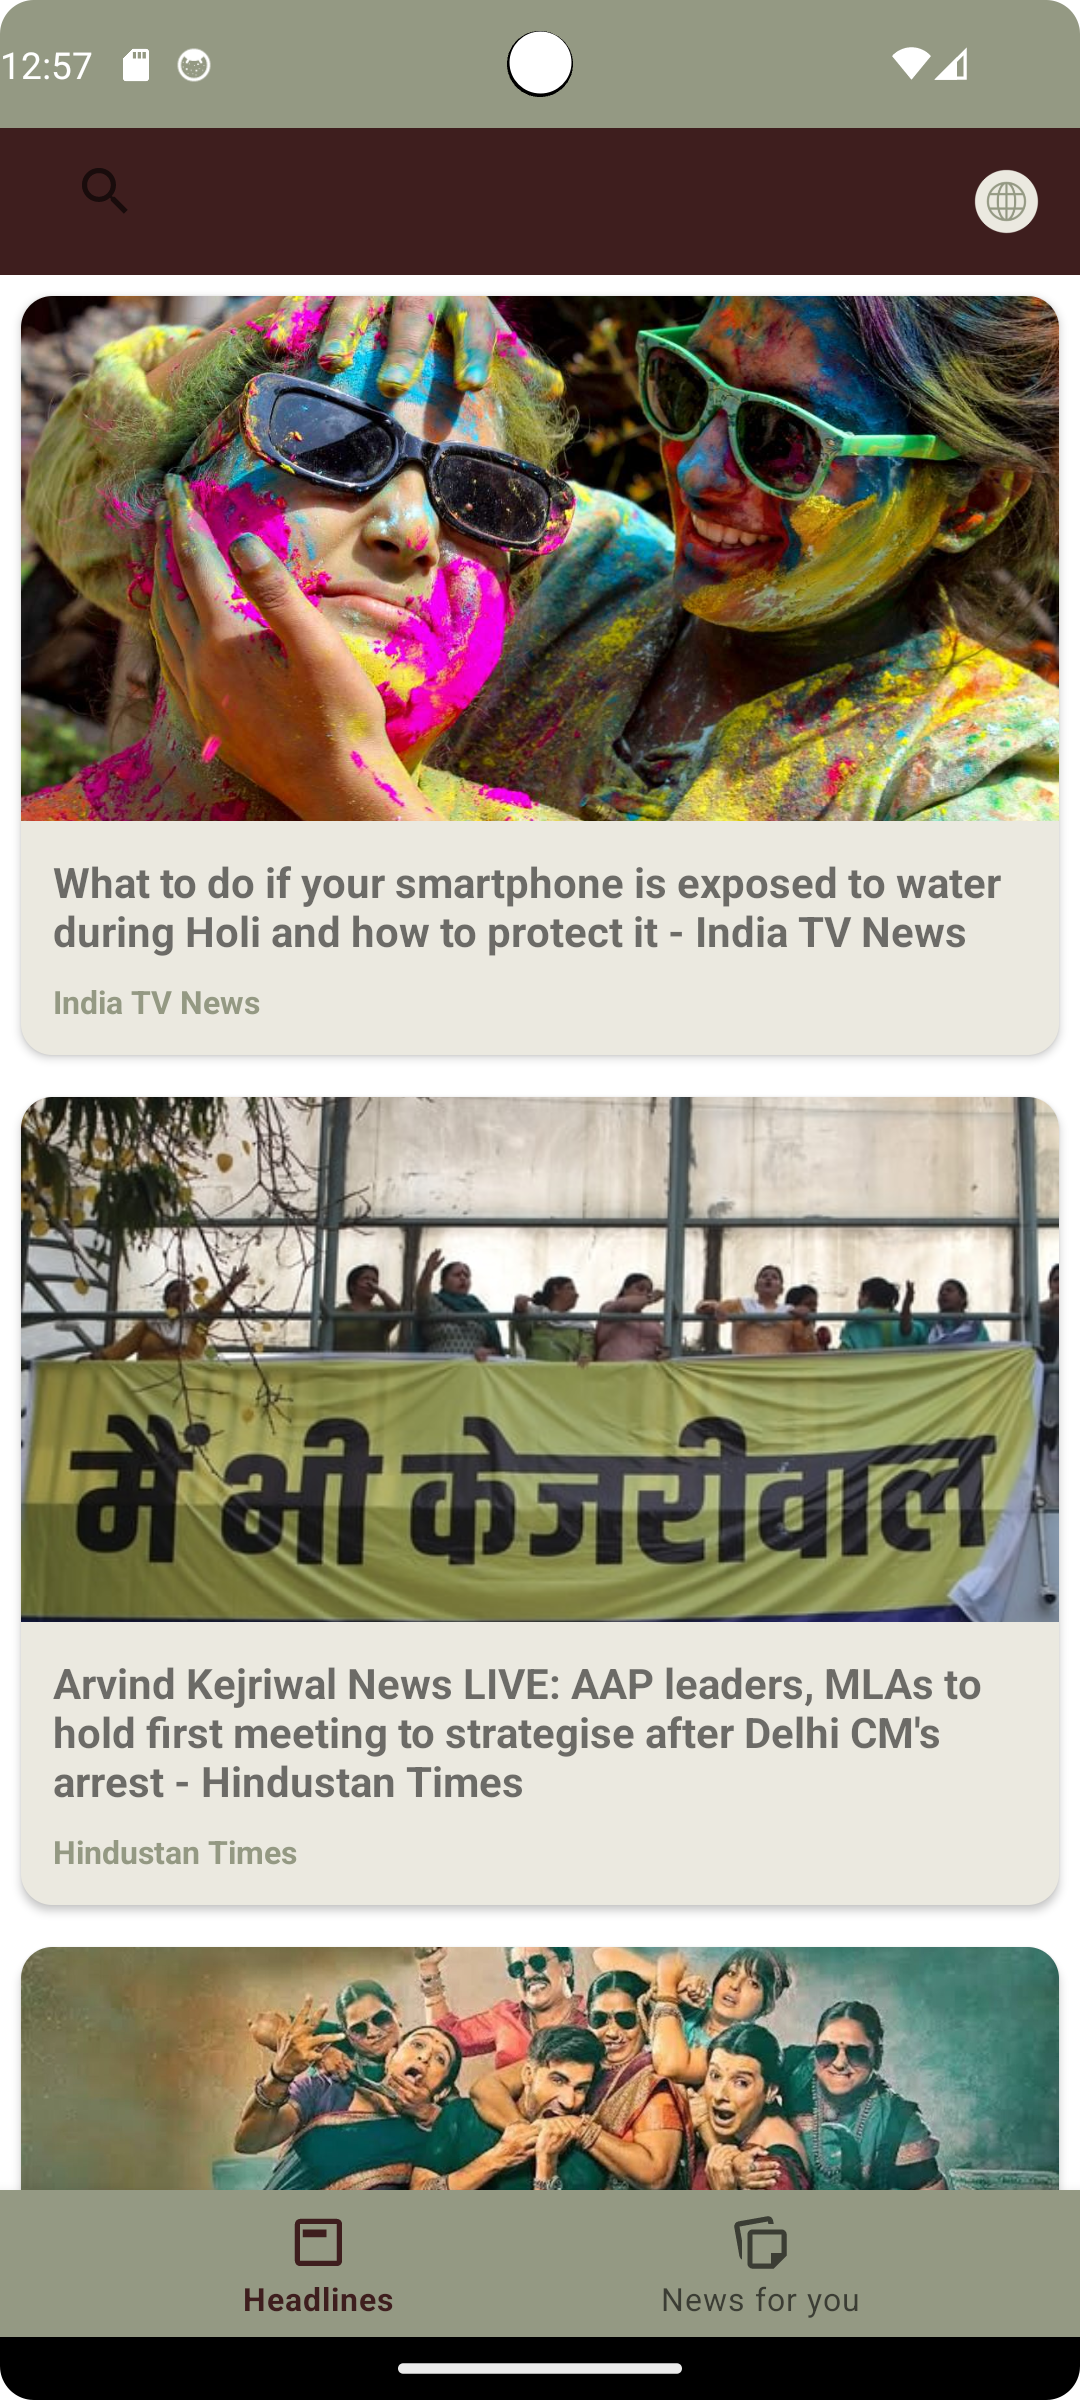 12:57
What to do if your smartphone is exposed to water
during Holi and how to protect it - India TV News
India TV News
मैं भी केजरीवाल
Arvind Kejriwal News LIVE: AAP leaders, MLAs to
hold first meeting to strategise after Delhi CM's
arrest - Hindustan Times
Hindustan Times
Headlines
News for you